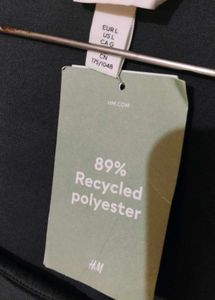 EUR L
US L
CA G
CN
175/104B
HM.COM
89%
Recycled
polyester
H&M